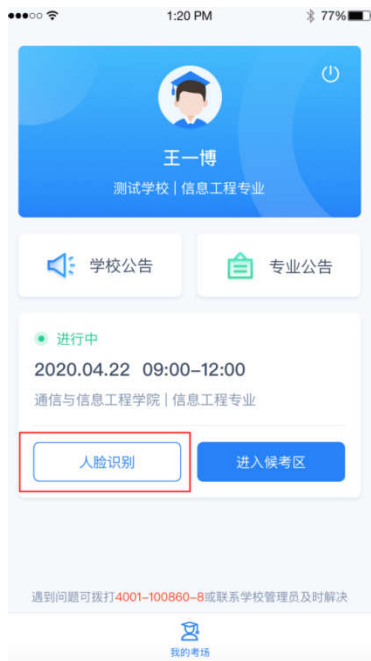 1:20 PM
77%
王一博
测试学校 | 信息工程专业
学校公告
专业公告
进行中
2020.04.22 09:00–12:00
通信与信息工程学院 | 信息工程专业
人脸识别
进入候考区
遇到问题可拨打4001–100860–8或联系学校管理员及时解决
我的考场